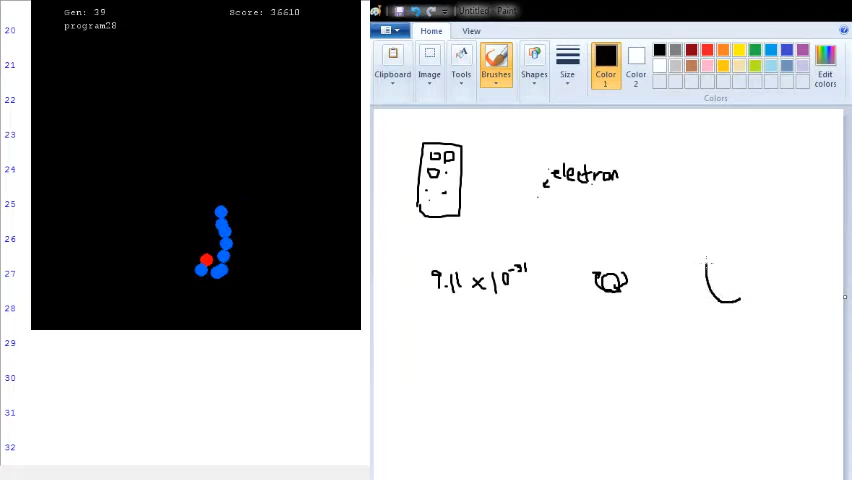 Gen: 39
Score: 36610
program28
20
21
22
23
24
25
26
27
28
29
30
31
32
Untitled - Paint
Home
View
Clipboard
Image
Tools
Brushes
Shapes
Size
Color 1
Color 2
Edit colors
Colors
electron
9.11 x 10^-31